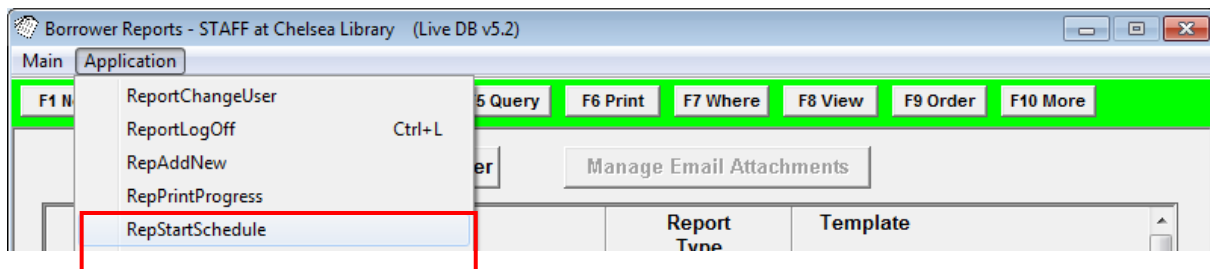 Borrower Reports - STAFF at Chelsea Library (Live DB v5.2)
Main Application
F1 N 5 Query F6 Print F7 Where F8 View F9 Order F10 More
ReportChangeUser
ReportLogOff Ctrl+L
er Manage Email Attachments
RepAddNew
RepPrintProgress
RepStartSchedule
Report Template
Type